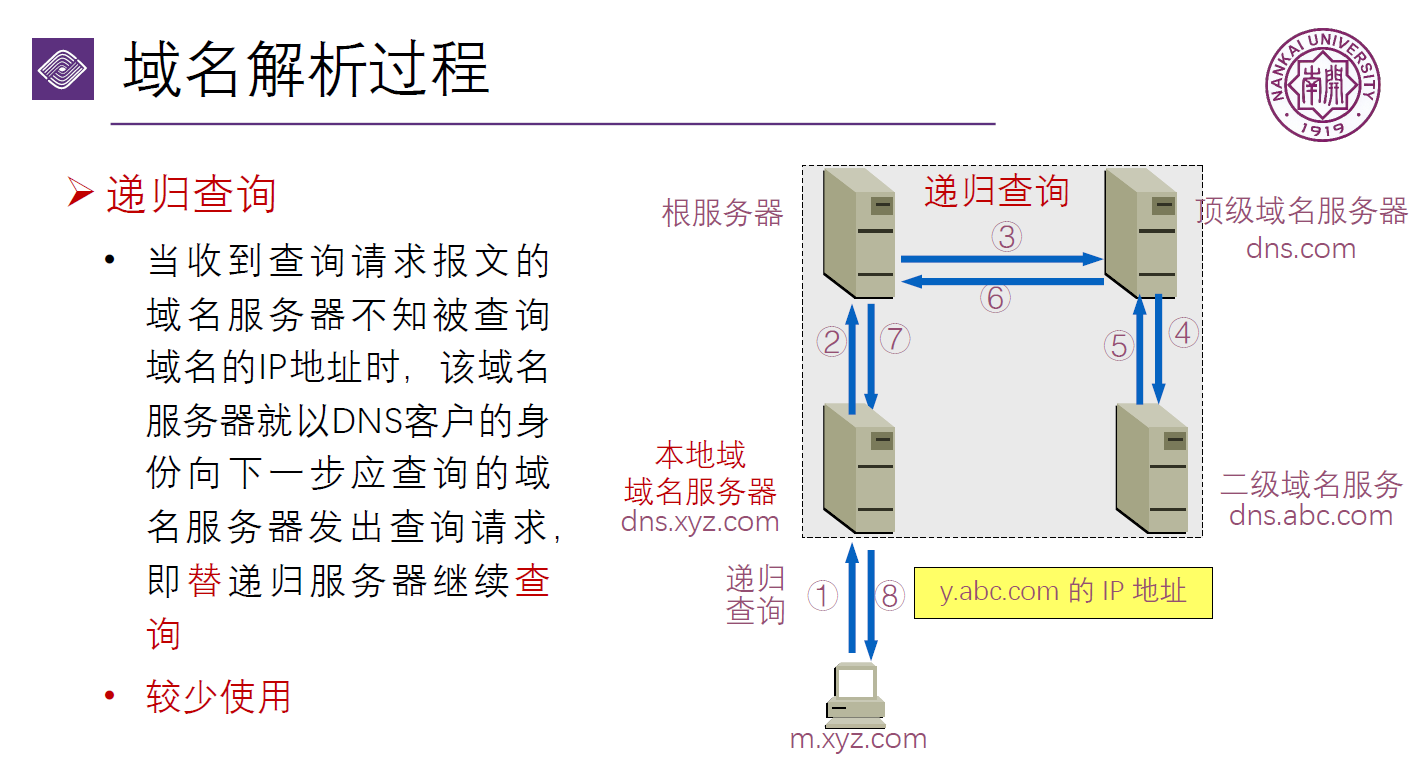 域名解析过程
NANKAI UNIVERSITY
南開
1919
➢ 递归查询
• 当收到查询请求报文的
域名服务器不知被查询
域名的IP地址时，该域名
服务器就以DNS客户的身
份向下一步应查询的域
名服务器发出查询请求，
即替递归服务器继续查
询
• 较少使用
递归查询
根服务器
顶级域名服务器
dns.com
③
⑥
②
⑦
⑤
④
本地域
域名服务器
dns.xyz.com
二级域名服务
dns.abc.com
递归
查询
①
⑧
y.abc.com 的 IP 地址
m.xyz.com